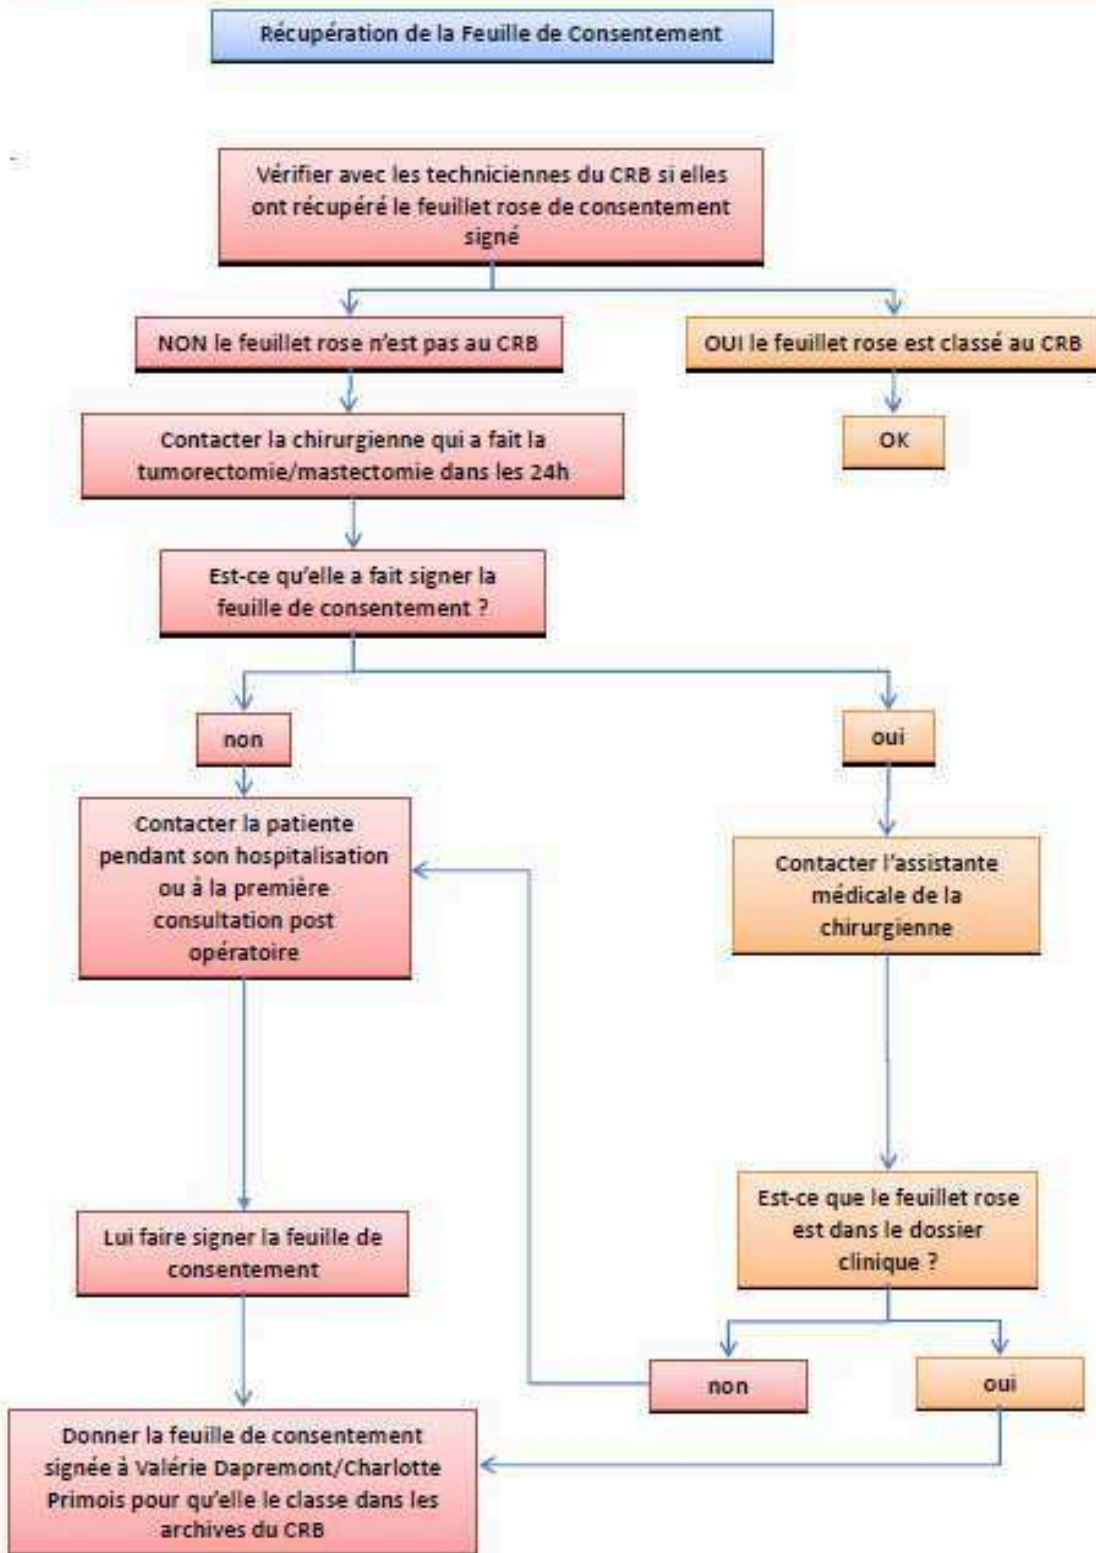 Récupération de la Feuille de Consentement
Vérifier avec les techniciennes du CRB si elles
ont récupéré le feuillet rose de consentement
signé
NON le feuillet rose n'est pas au CRB
OUI le feuillet rose est classé au CRB
Contacter la chirurgienne qui a fait la
tumorectomie/mastectomie dans les 24h
OK
Est-ce qu'elle a fait signer la
feuille de consentement ?
non
oui
Contacter la patiente
pendant son hospitalisation
ou à la première
consultation post
opératoire
Contacter l'assistante
médicale de la
chirurgienne
Lui faire signer la feuille de
consentement
Est-ce que le feuillet rose
est dans le dossier
clinique ?
non
oui
Donner la feuille de consentement
signée à Valérie Dapremont/Charlotte
Primois pour qu'elle le classe dans les
archives du CRB